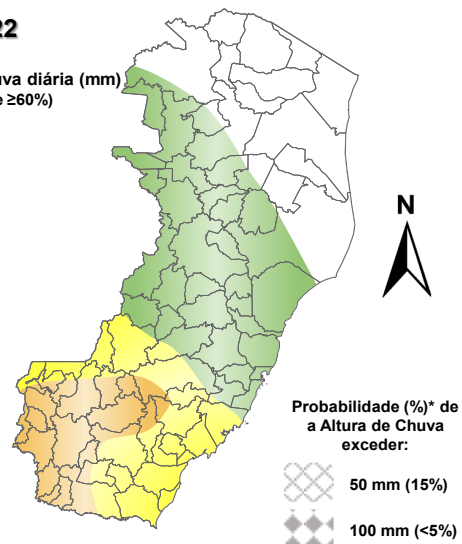 22
uva diária (mm)
e ≥60%)
N
Probabilidade (%)* de
a Altura de Chuva
exceder:
50 mm (15%)
100 mm (<5%)